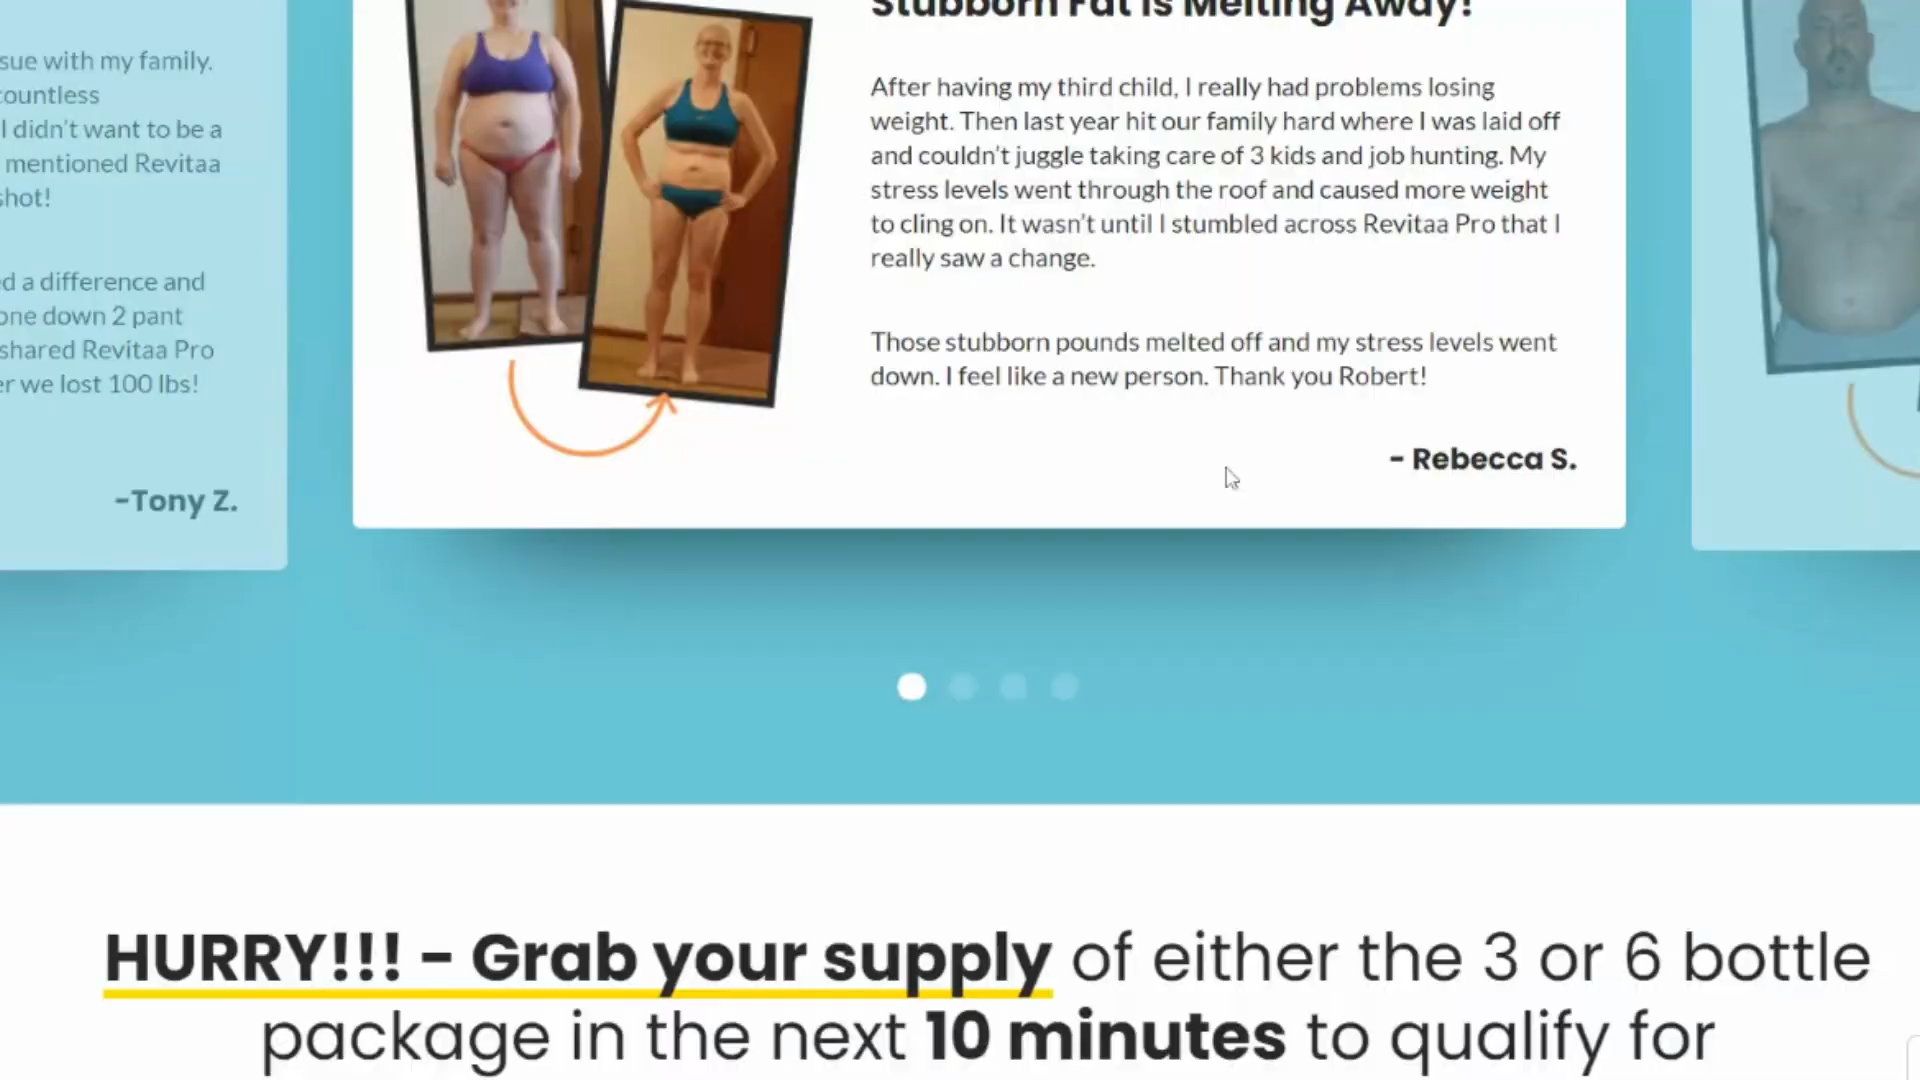 sue with my family.
countless
I didn't want to be a
mentioned Revitaa
shot!
d a difference and
one down 2 pant
shared Revitaa Pro
er we lost 100 lbs!
-Tony Z.
Stubborn Fat Is Melting Away!
After having my third child, I really had problems losing
weight. Then last year hit our family hard where I was laid off
and couldn't juggle taking care of 3 kids and job hunting. My
stress levels went through the roof and caused more weight
to cling on. It wasn't until I stumbled across Revitaa Pro that I
really saw a change.
Those stubborn pounds melted off and my stress levels went
down. I feel like a new person. Thank you Robert!
- Rebecca S.
HURRY!!! - Grab your supply of either the 3 or 6 bottle
package in the next 10 minutes to qualify for